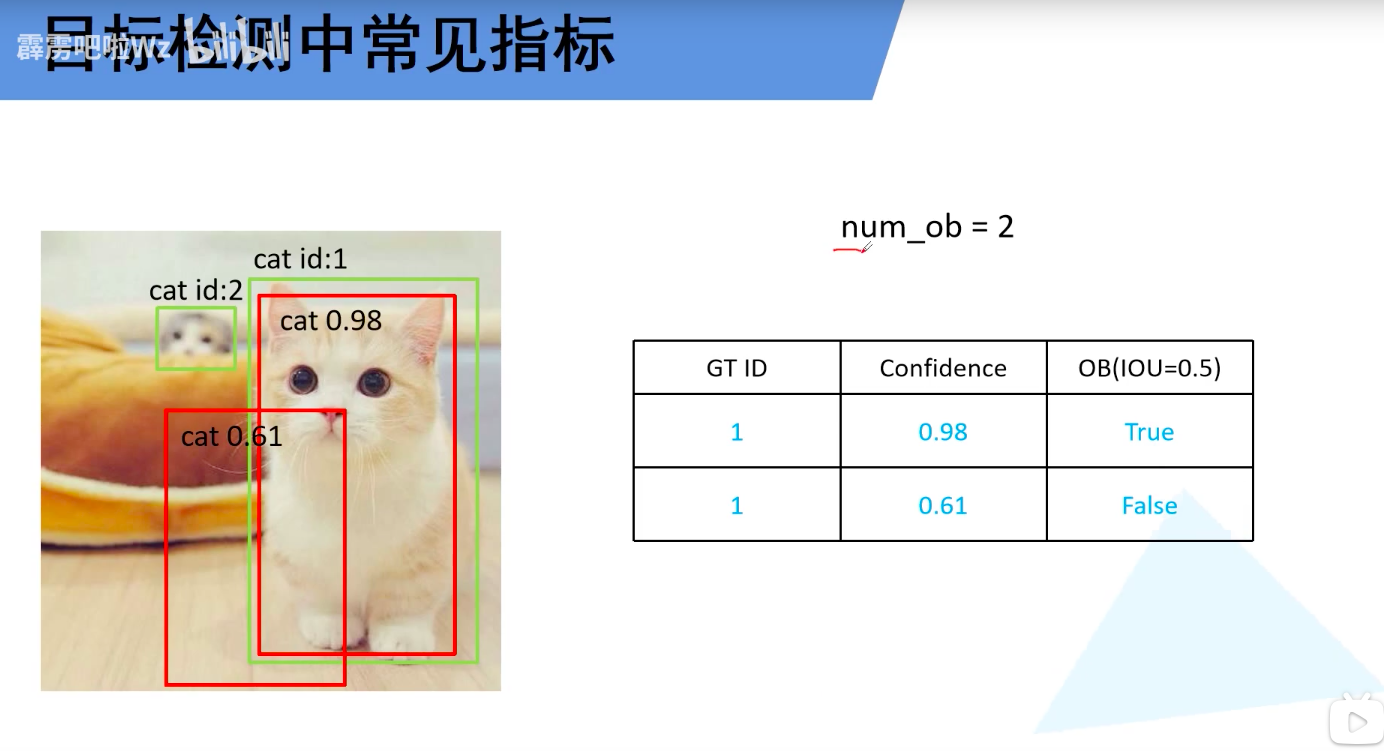 目标检测中常见指标
霹雳吧啦Wz bilibili
num_ob = 2
cat id:1
cat id:2
cat 0.98
cat 0.61
GT ID Confidence OB(IOU=0.5)
1 0.98 True
1 0.61 False